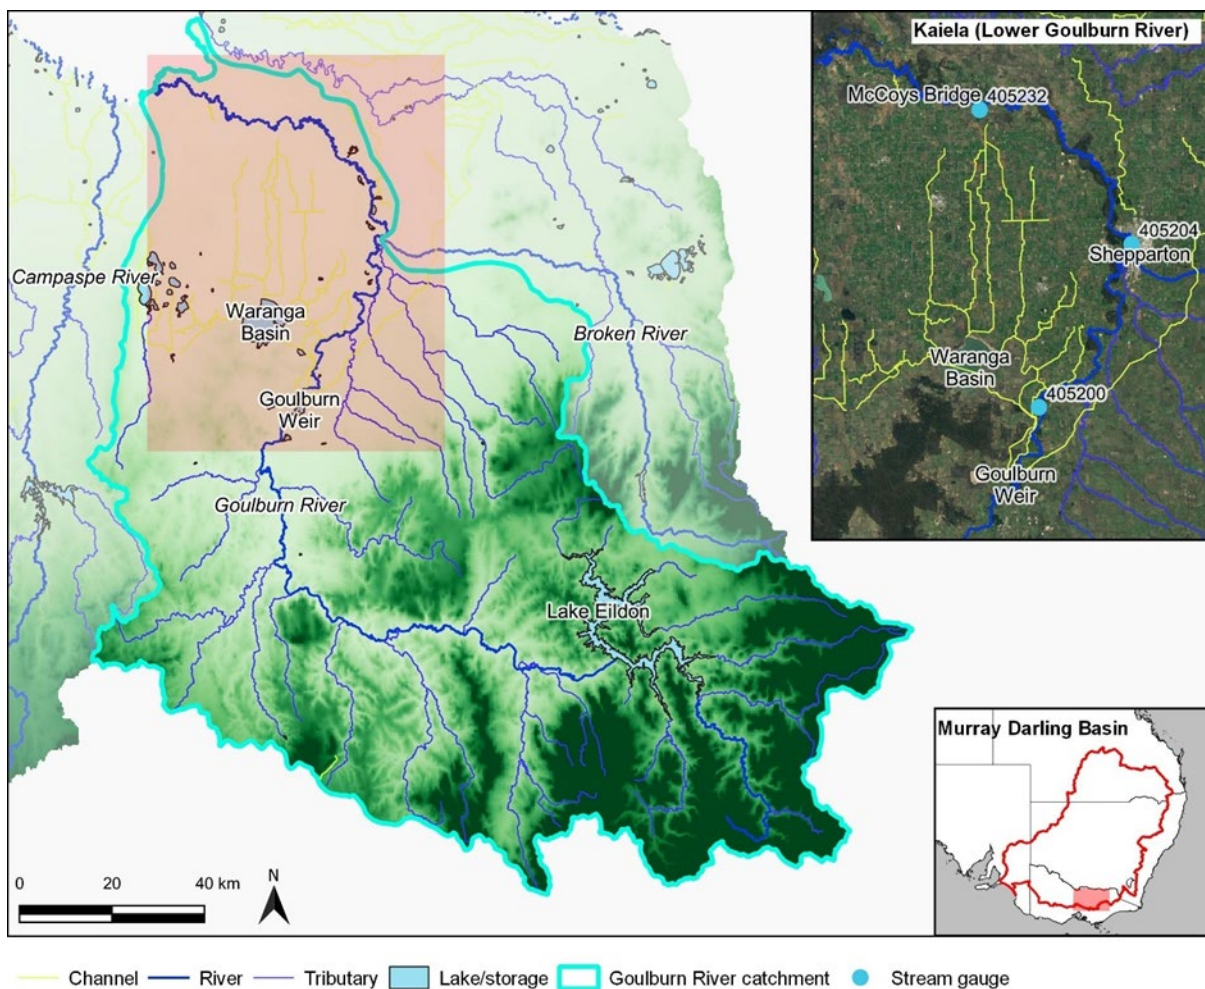 Kaiela (Lower Goulburn River)
McCoys Bridge
405232
405204
Shepparton
Waranga
Basin
405200
Goulburn
Weir
Campaspe River
Waranga
Basin
Broken River
Goulburn
Weir
Goulburn River
Lake Eildon
Murray Darling Basin
0 20 40 km
N
Channel River Tributary Lake/storage Goulburn River catchment Stream gauge